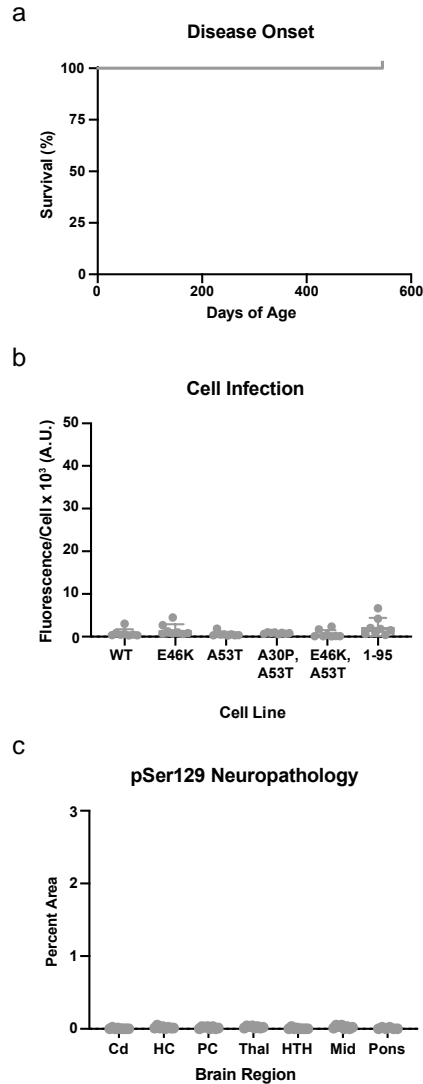 a
Disease Onset
100
75
50
25
0
Survival (%)
0 200 400 600
Days of Age
b
Cell Infection
50
40
30
20
10
0
Fluorescence/Cell x 10³ (A.U.)
WT E46K A53T A30P, A53T E46K, A53T 1-95
Cell Line
c
pSer129 Neuropathology
3
2
1
0
Percent Area
Cd HC PC Thal HTH Mid Pons
Brain Region